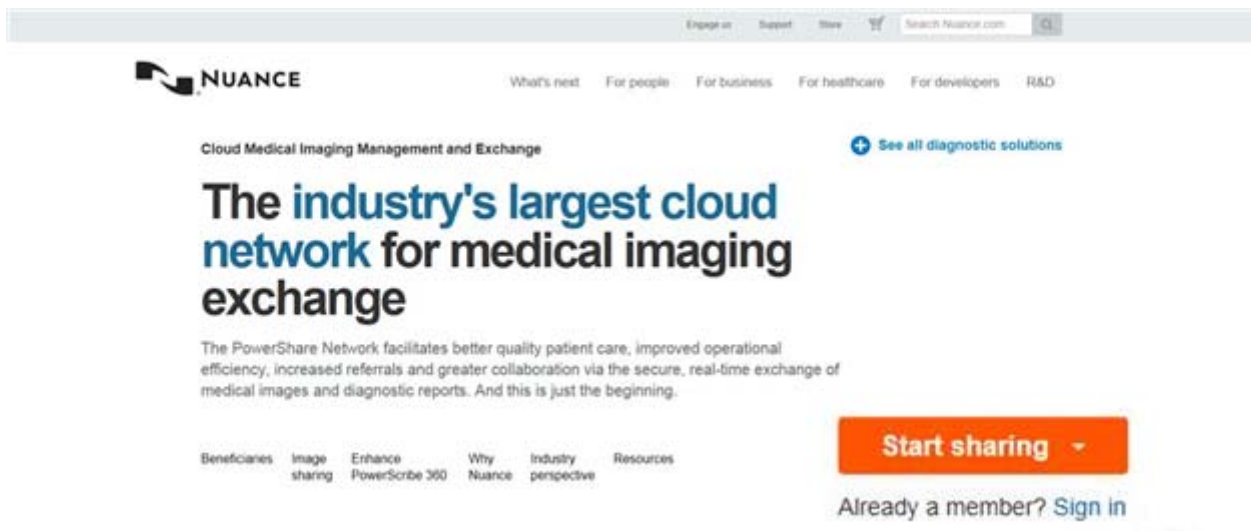 Engage us Support Store Search Nuance.com
NUANCE
What's next For people For business For healthcare For developers R&D
Cloud Medical Imaging Management and Exchange
See all diagnostic solutions
The industry's largest cloud
network for medical imaging
exchange
The PowerShare Network facilitates better quality patient care, improved operational
efficiency, increased referrals and greater collaboration via the secure, real-time exchange of
medical images and diagnostic reports. And this is just the beginning.
Start sharing
Beneficiaries Image Enhance Why Industry Resources
sharing PowerScribe 360 Nuance perspective
Already a member? Sign in